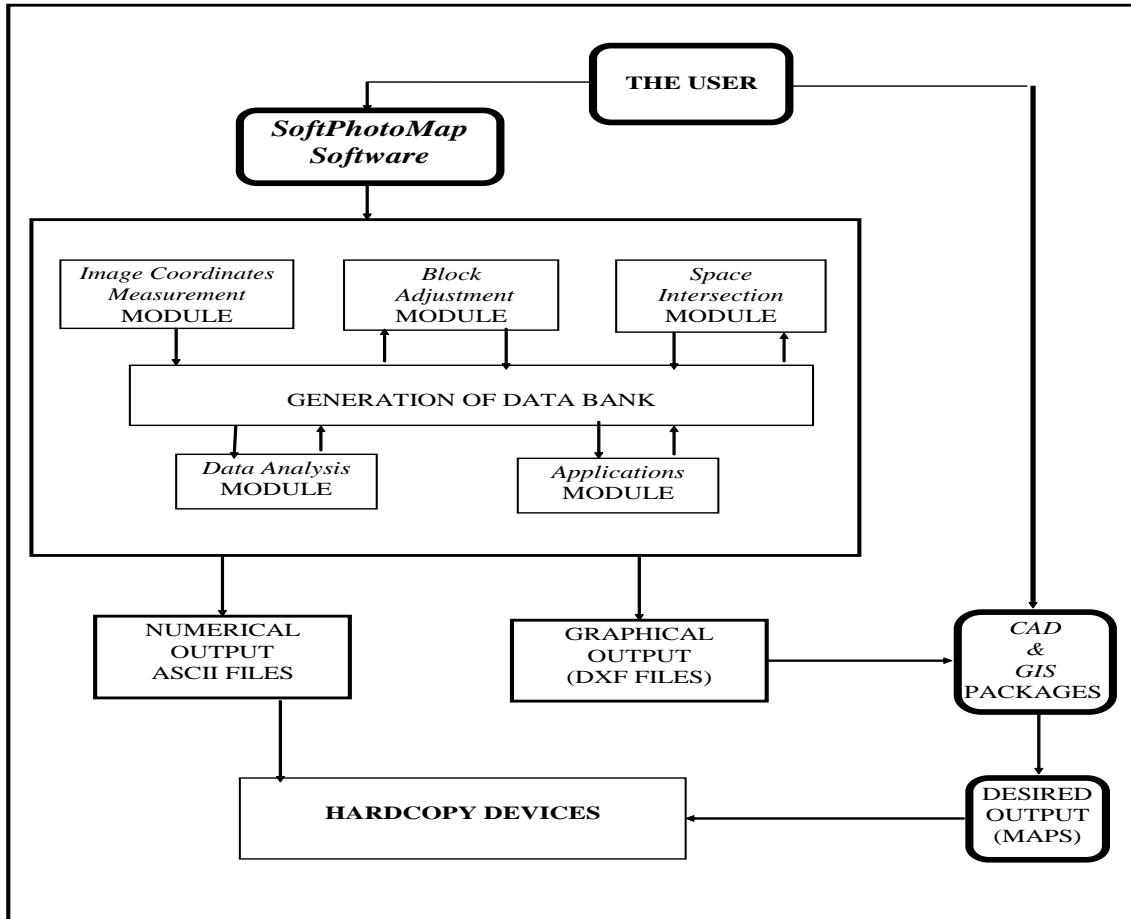 THE USER
SoftPhotoMap
Software
Image Coordinates
Measurement
MODULE
Block
Adjustment
MODULE
Space
Intersection
MODULE
GENERATION OF DATA BANK
Data Analysis
MODULE
Applications
MODULE
NUMERICAL
OUTPUT
ASCII FILES
GRAPHICAL
OUTPUT
(DXF FILES)
CAD
&
GIS
PACKAGES
HARDCOPY DEVICES
DESIRED
OUTPUT
(MAPS)